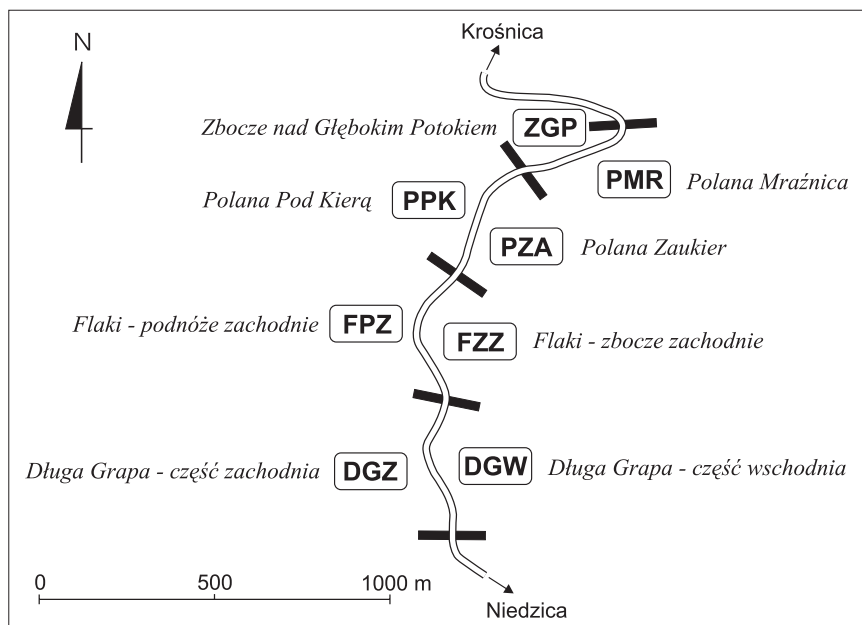 Krośnica
N
Zbocze nad Głębokim Potokiem ZGP
PMR Polana Mraźnica
Polana Pod Kierą PPK
PZA Polana Zaukier
Flaki - podnóże zachodnie FPZ
FZZ Flaki - zbocze zachodnie
Długa Grapa - część zachodnia DGZ
DGW Długa Grapa - część wschodnia
0 500 1000 m
Niedzica